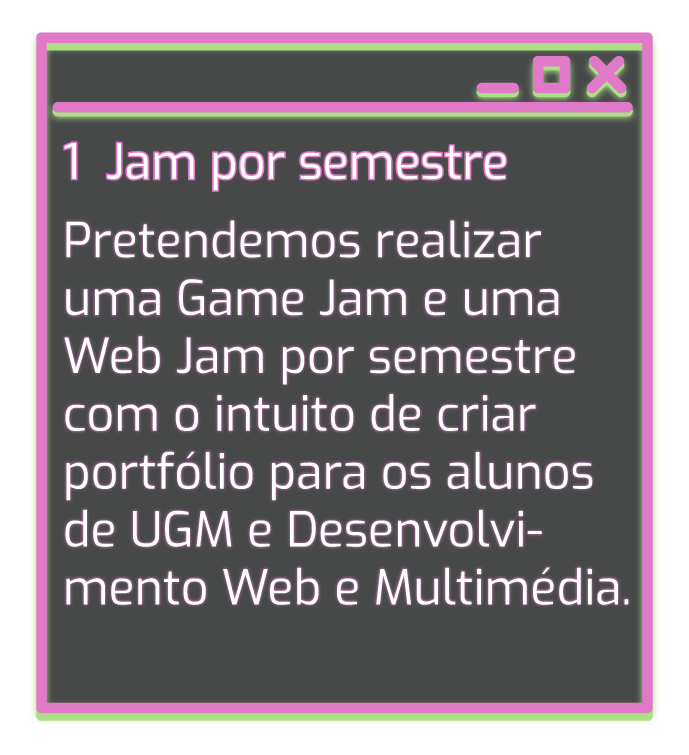 1 Jam por semestre
Pretendemos realizar
uma Game Jam e uma
Web Jam por semestre
com o intuito de criar
portfólio para os alunos
de UGM e Desenvolvi-
mento Web e Multimédia.